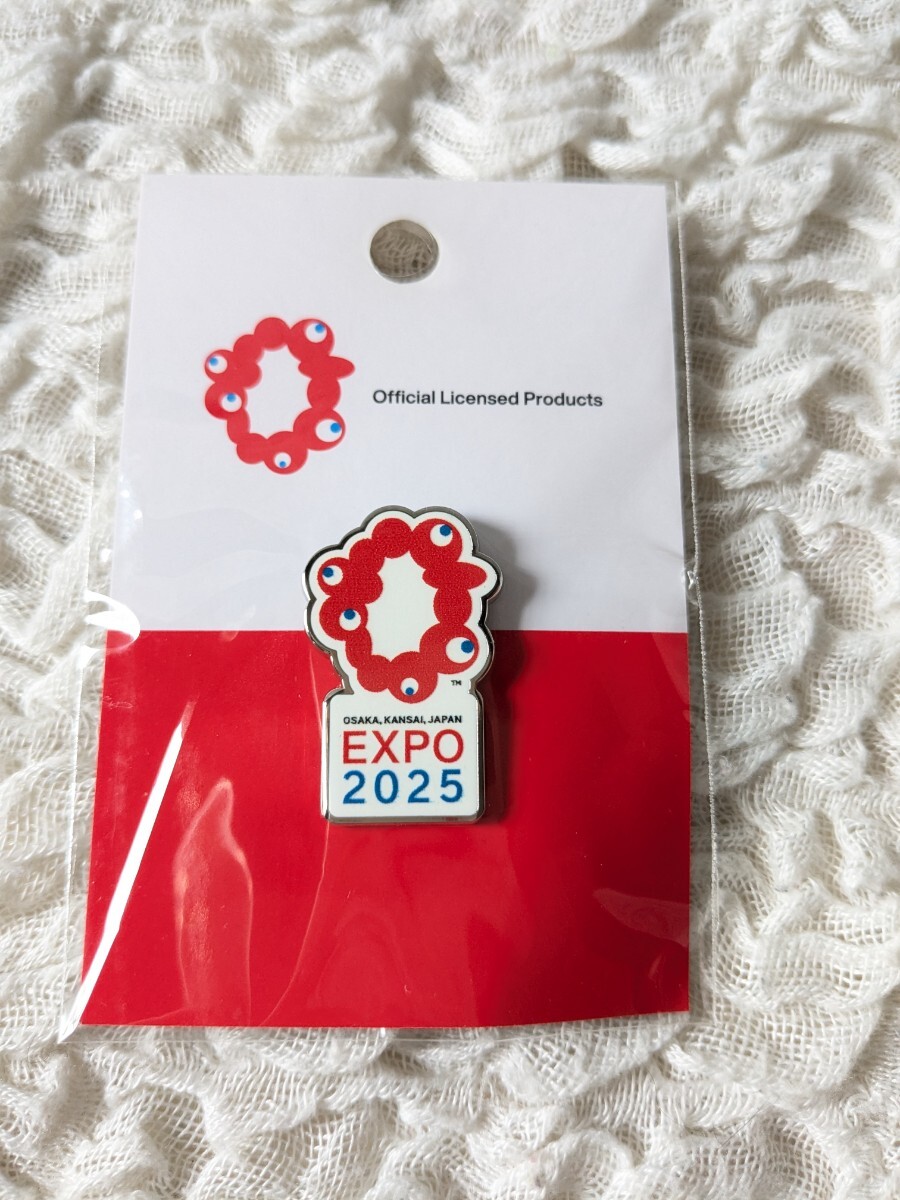 Official Licensed Products
TM
OSAKA, KANSAI, JAPAN
EXPO
2025